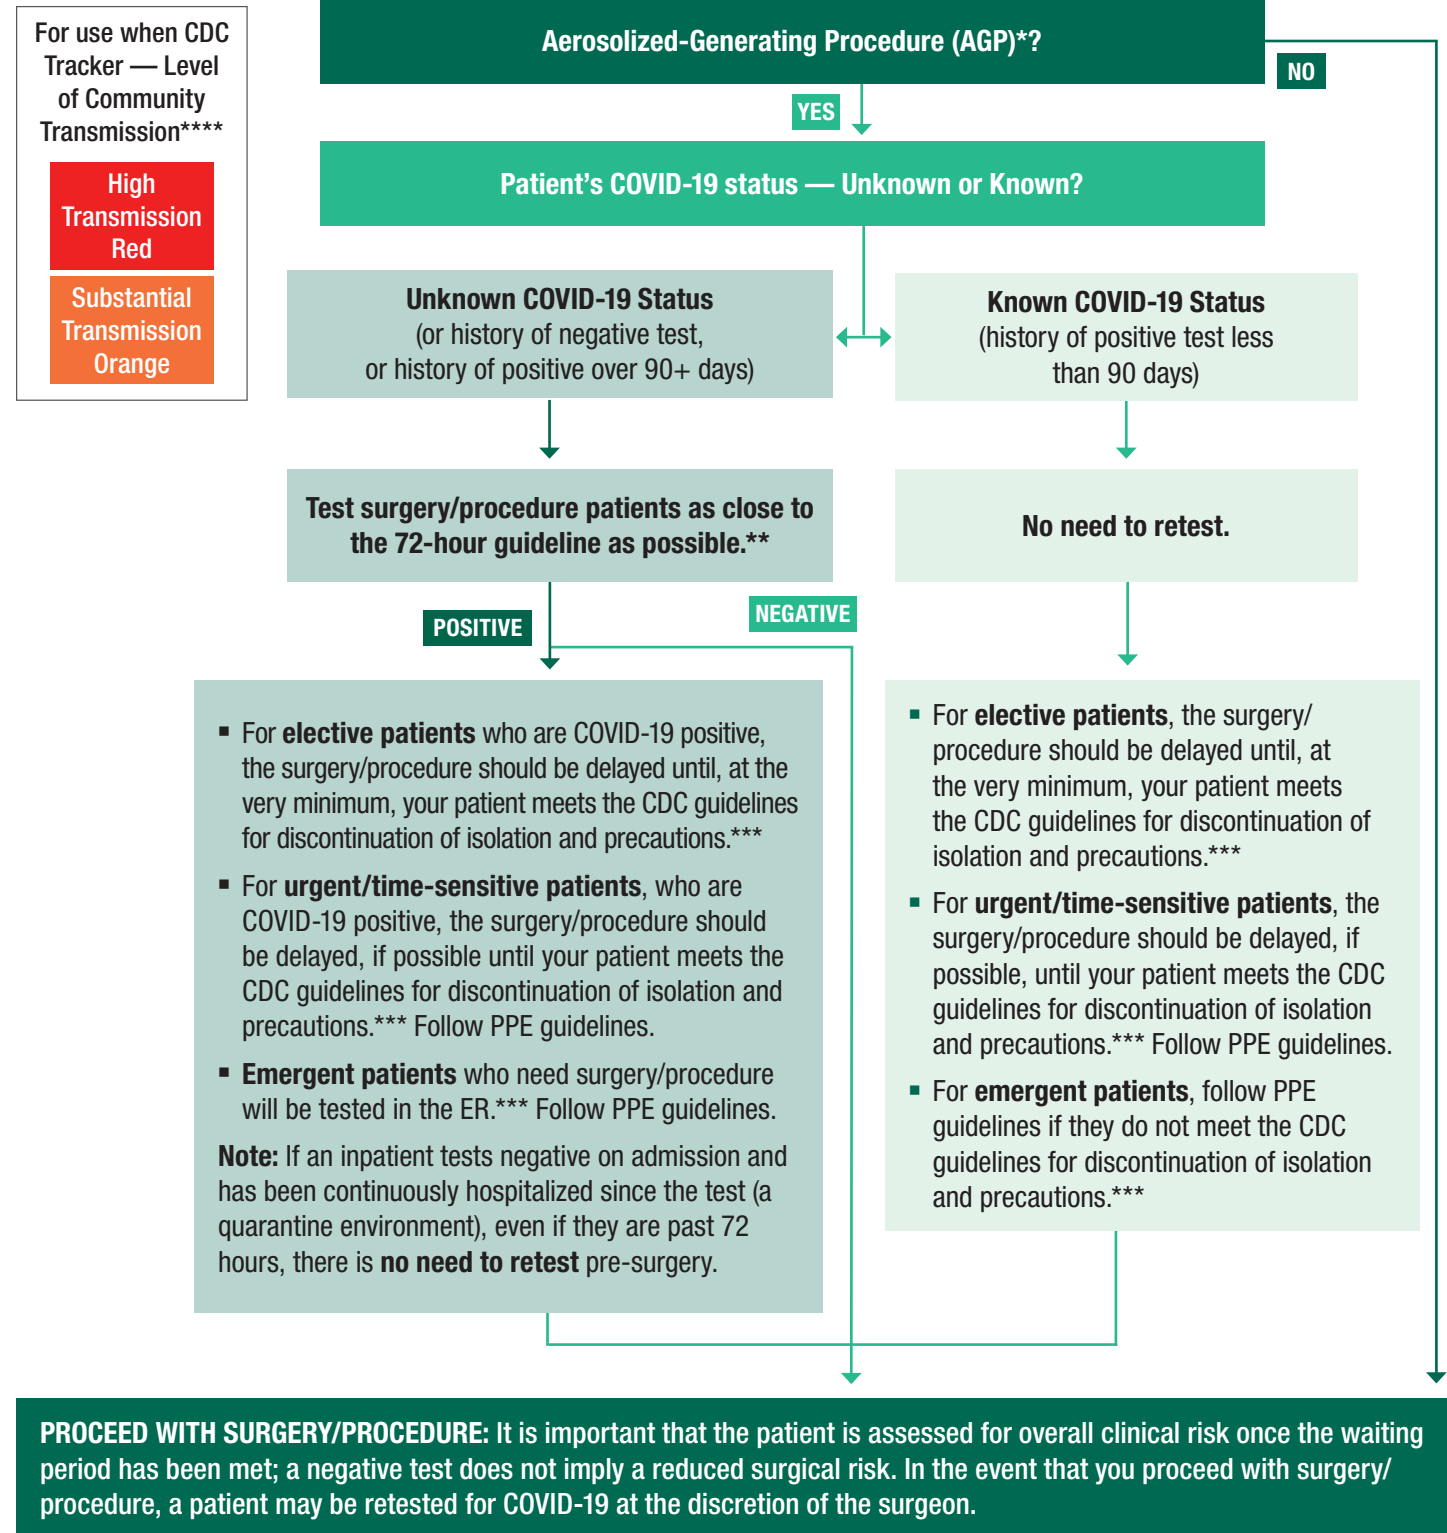 For use when CDC
Tracker — Level
of Community
Transmission****
High
Transmission
Red
Substantial
Transmission
Orange
Aerosolized-Generating Procedure (AGP)*?
NO
YES
Patient's COVID-19 status — Unknown or Known?
Unknown COVID-19 Status
(or history of negative test,
or history of positive over 90+ days)
Known COVID-19 Status
(history of positive test less
than 90 days)
Test surgery/procedure patients as close to
the 72-hour guideline as possible.**
No need to retest.
POSITIVE
NEGATIVE
▪ For elective patients who are COVID-19 positive,
the surgery/procedure should be delayed until, at the
very minimum, your patient meets the CDC guidelines
for discontinuation of isolation and precautions.***
▪ For urgent/time-sensitive patients, who are
COVID-19 positive, the surgery/procedure should
be delayed, if possible until your patient meets the
CDC guidelines for discontinuation of isolation and
precautions.*** Follow PPE guidelines.
▪ Emergent patients who need surgery/procedure
will be tested in the ER.*** Follow PPE guidelines.
Note: If an inpatient tests negative on admission and
has been continuously hospitalized since the test (a
quarantine environment), even if they are past 72
hours, there is no need to retest pre-surgery.
▪ For elective patients, the surgery/
procedure should be delayed until, at
the very minimum, your patient meets
the CDC guidelines for discontinuation of
isolation and precautions.***
▪ For urgent/time-sensitive patients, the
surgery/procedure should be delayed, if
possible, until your patient meets the CDC
guidelines for discontinuation of isolation
and precautions.*** Follow PPE guidelines.
▪ For emergent patients, follow PPE
guidelines if they do not meet the CDC
guidelines for discontinuation of isolation
and precautions.***
PROCEED WITH SURGERY/PROCEDURE: It is important that the patient is assessed for overall clinical risk once the waiting
period has been met; a negative test does not imply a reduced surgical risk. In the event that you proceed with surgery/
procedure, a patient may be retested for COVID-19 at the discretion of the surgeon.